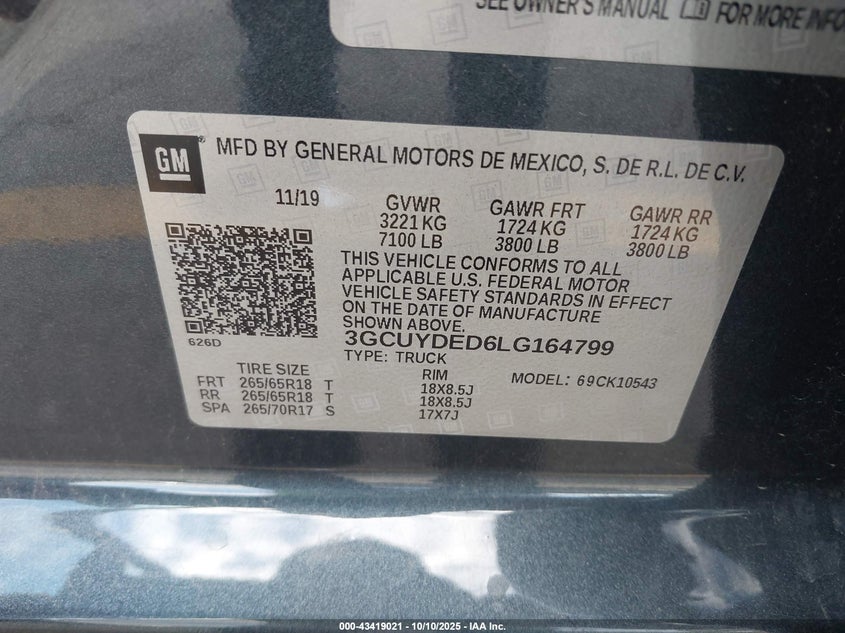 SEE OWNER'S MANUAL FOR MORE INFO
GM
MFD BY GENERAL MOTORS DE MEXICO, S. DE R.L. DE C.V.
11/19 GVWR GAWR FRT GAWR RR
3221 KG 1724 KG 1724 KG
7100 LB 3800 LB 3800 LB
THIS VEHICLE CONFORMS TO ALL
APPLICABLE U.S. FEDERAL MOTOR
VEHICLE SAFETY STANDARDS IN EFFECT
ON THE DATE OF MANUFACTURE
SHOWN ABOVE.
626D
3GCUYDED6LG164799
TYPE: TRUCK
MODEL: 69CK10543
TIRE SIZE RIM
FRT 265/65R18 T 18X8.5J
RR 265/65R18 T 18X8.5J
SPA 265/70R17 S 17X7J
000-43419021 - 10/10/2025 - IAA Inc.